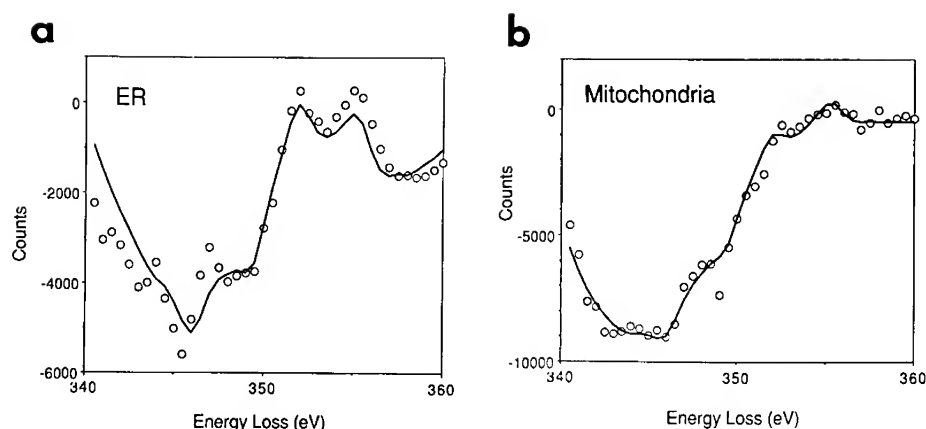 a
ER
0
-2000
-4000
-6000
Counts
340
350
360
Energy Loss (eV)
b
Mitochondria
0
-5000
-10000
Counts
340
350
360
Energy Loss (eV)